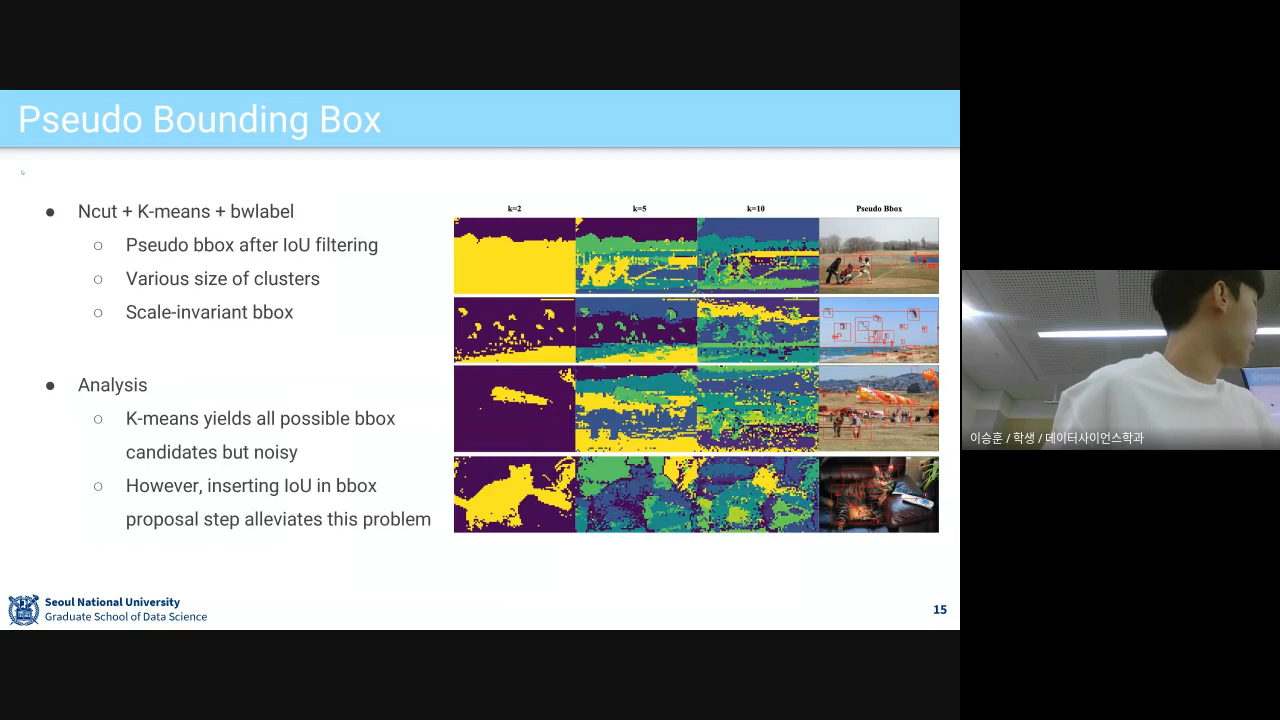 Pseudo Bounding Box
● Ncut + K-means + bwlabel
○ Pseudo bbox after IoU filtering
○ Various size of clusters
○ Scale-invariant bbox
● Analysis
○ K-means yields all possible bbox
candidates but noisy
○ However, inserting IoU in bbox
proposal step alleviates this problem
k=2 k=5 k=10 Pseudo Bbox
Seoul National University
Graduate School of Data Science
15
이승훈 / 학생 / 데이터사이언스학과